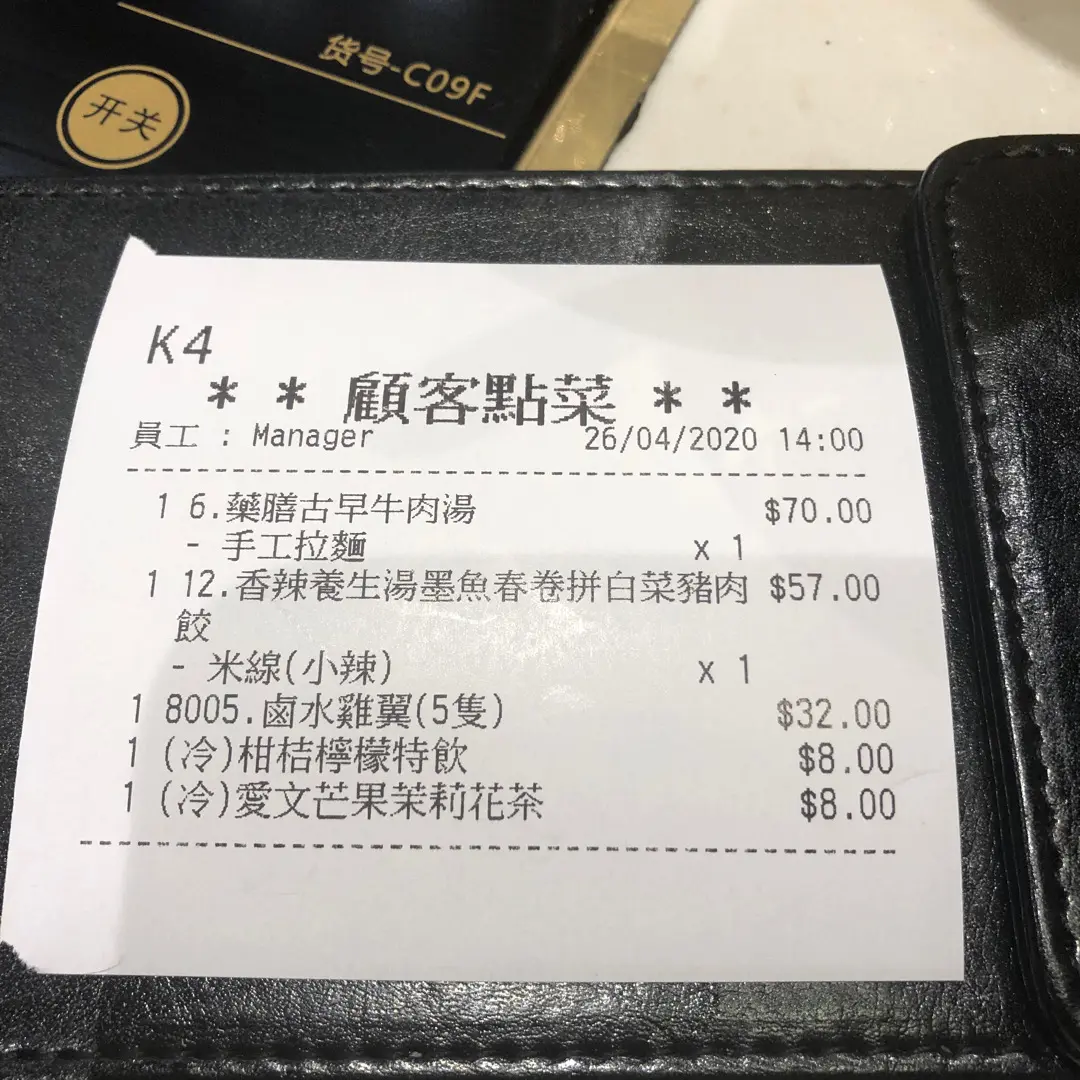 货号-C09F
开关
K4
* * 顧客點菜 * *
員工 : Manager 26/04/2020 14:00
1 6.藥膳古早牛肉湯 $70.00
- 手工拉麵 x 1
1 12.香辣養生湯墨魚春卷拼白菜豬肉 $57.00
餃
- 米線(小辣) x 1
1 8005.鹵水雞翼(5隻) $32.00
1 (冷)柑桔檸檬特飲 $8.00
1 (冷)愛文芒果茉莉花茶 $8.00